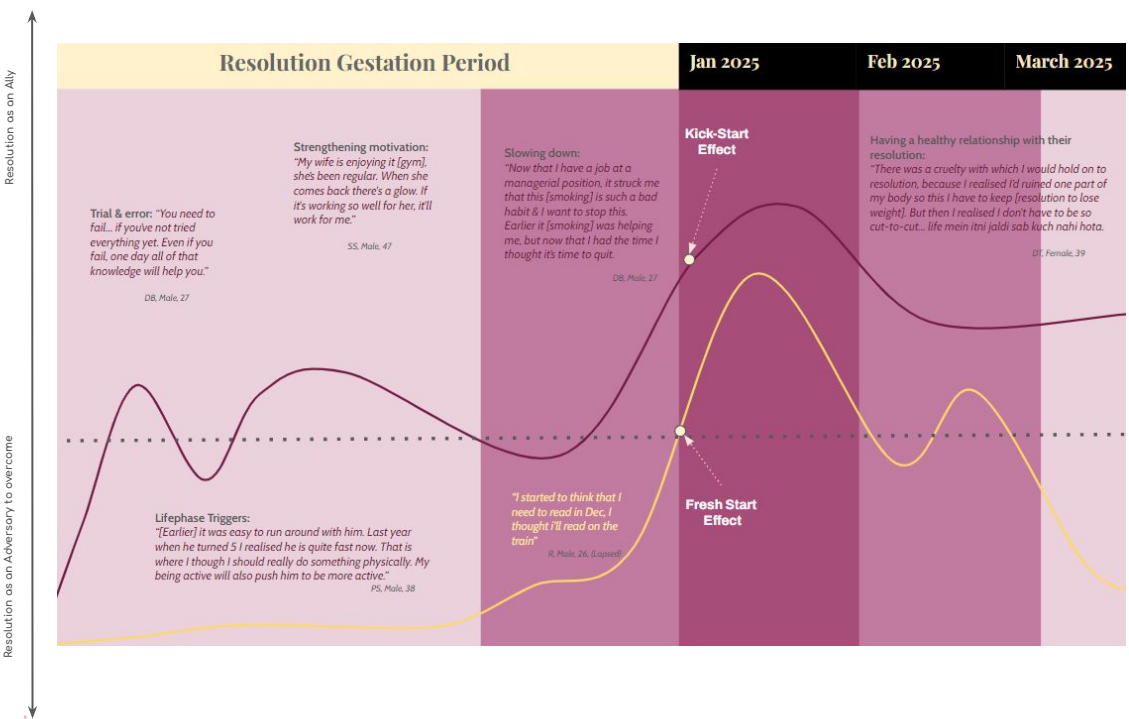 Resolution Gestation Period
Jan 2025
Feb 2025
March 2025
Resolution as an Ally
Resolution as an Adversary to overcome
Trial & error: “You need to
fail... if you've not tried
everything yet. Even if you
fail, one day all of that
knowledge will help you.”
DB, Male, 27
Strengthening motivation:
“My wife is enjoying it [gym],
she's been regular. When she
comes back there's a glow. If
it's working so well for her, it'll
work for me.”
SS, Male, 47
Lifephase Triggers:
“[Earlier] it was easy to run around with him. Last year
when he turned 5 I realised he is quite fast now. That is
where I though I should really do something physically. My
being active will also push him to be more active.”
PS, Male, 38
Slowing down:
“Now that I have a job at a
managerial position, it struck me
that this [smoking] is such a bad
habit & I want to stop this.
Earlier it [smoking] was helping
me, but now that I had the time I
thought it's time to quit.
DB, Male, 27
“I started to think that I
need to read in Dec, I
thought i'll read on the
train”
R, Male, 26, (Lapsed)
Kick-Start
Effect
Fresh Start
Effect
Having a healthy relationship with their
resolution:
“There was a cruelty with which I would hold on to
resolution, because I realised I'd ruined one part of
my body so this I have to keep [resolution to lose
weight]. But then I realised I don't have to be so
cut-to-cut... life mein itni jaldi sab kuch nahi hota.
DT, Female, 39